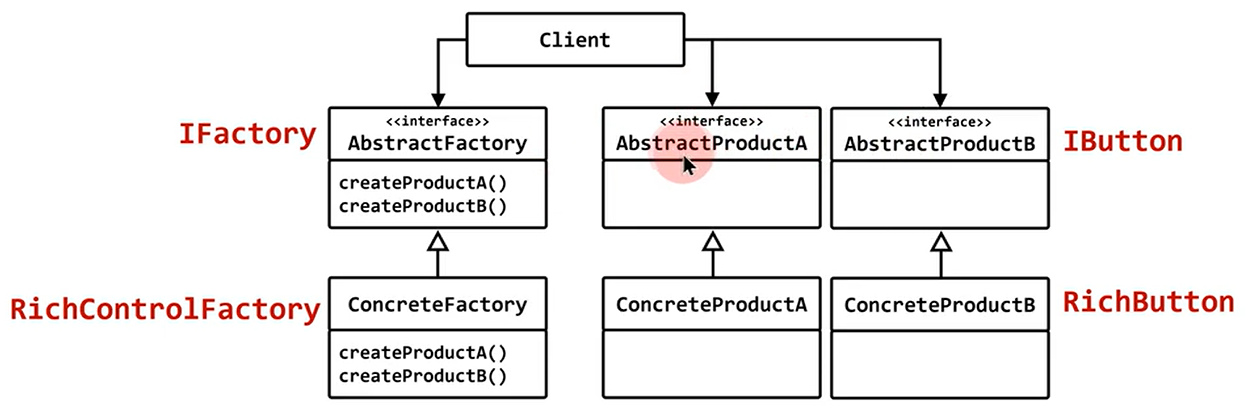 Client
IFactory
<<interface>>
AbstractFactory
createProductA()
createProductB()
<<interface>>
AbstractProductA
<<interface>>
AbstractProductB
IButton
RichControlFactory
ConcreteFactory
createProductA()
createProductB()
ConcreteProductA
ConcreteProductB
RichButton